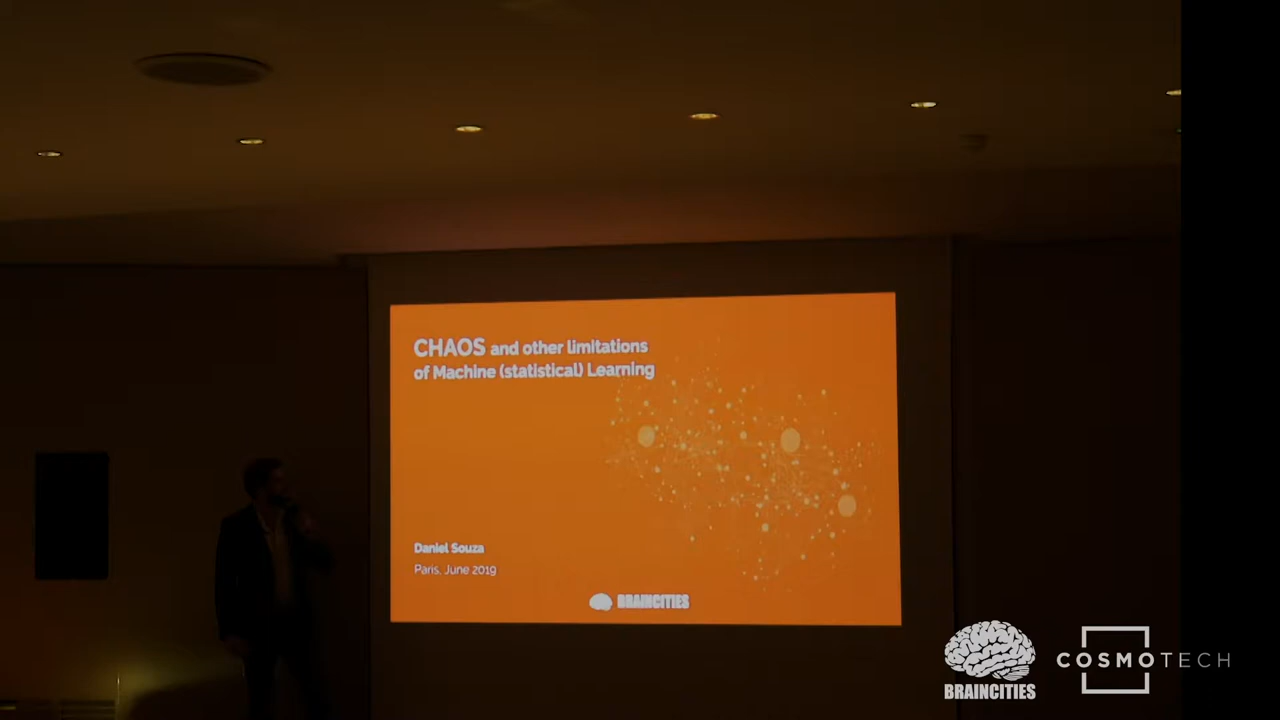 CHAOS and other limitations
of Machine (statistical) Learning
Daniel Souza
Paris, June 2019
BRAINCITIES
BRAINCITIES
COSMOTECH